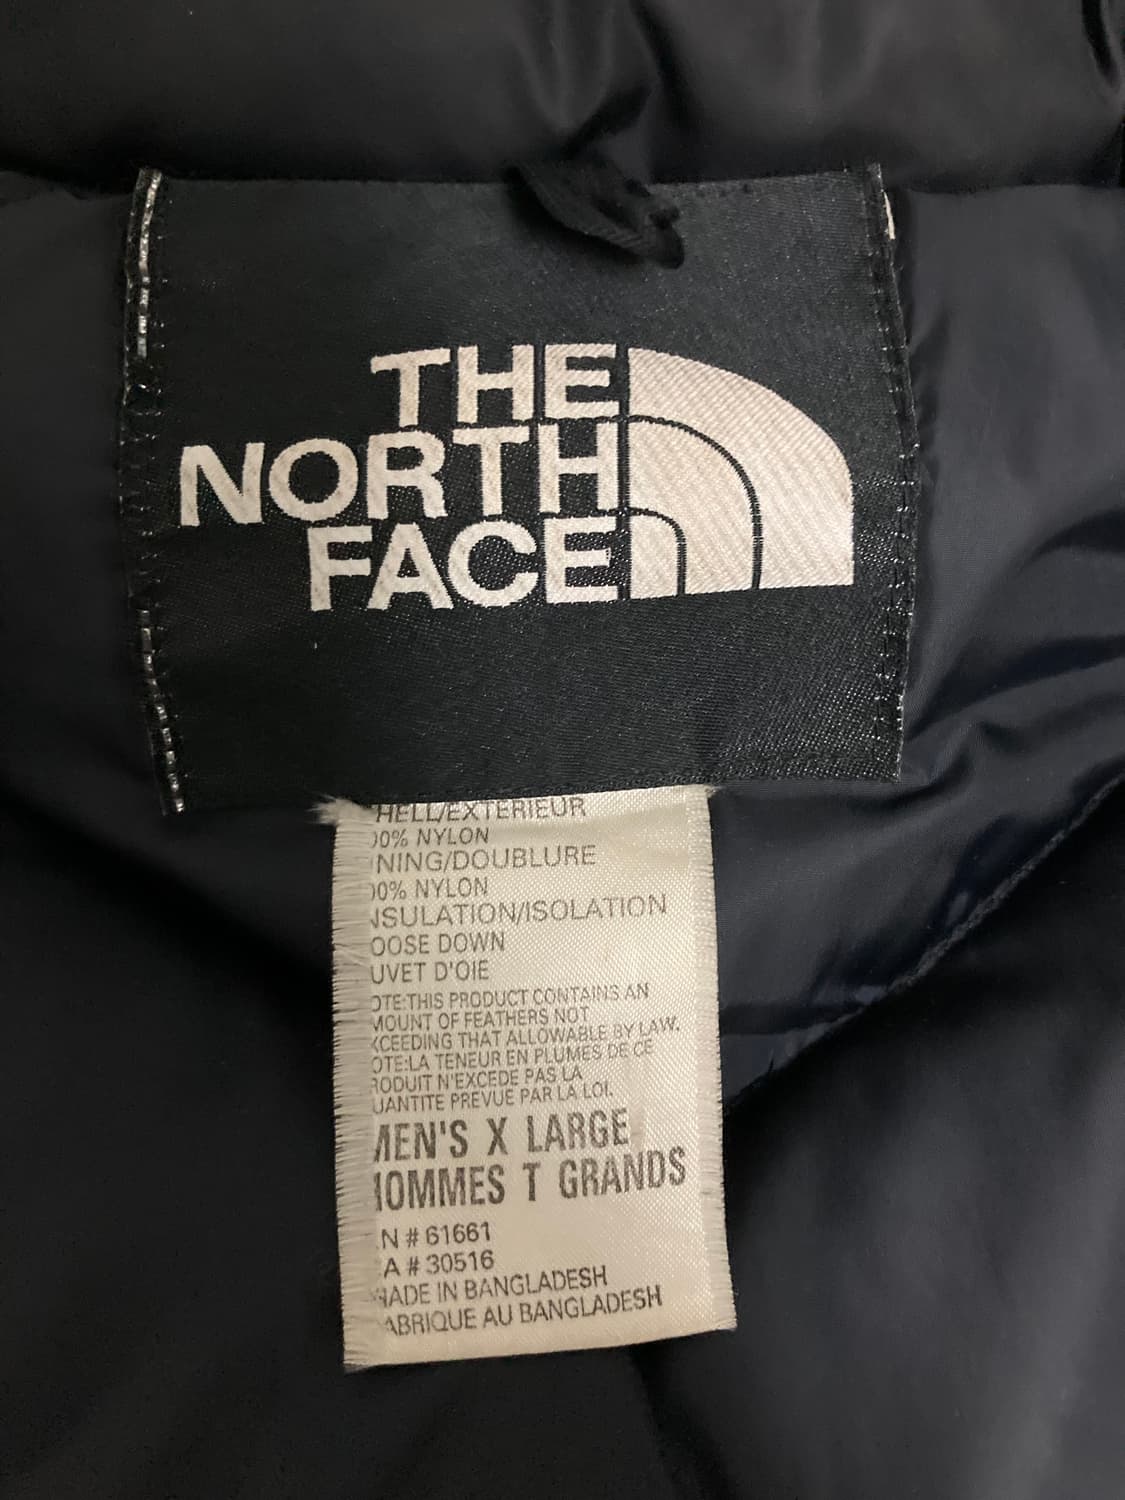 THE
NORTH
FACE
HELL/EXTERIEUR
00% NYLON
NING/DOUBLURE
00% NYLON
NSULATION/ISOLATION
OOSE DOWN
UVET D'OIE
OTE:THIS PRODUCT CONTAINS AN
MOUNT OF FEATHERS NOT
XCEEDING THAT ALLOWABLE BY LAW.
OTE:LA TENEUR EN PLUMES DE CE
RODUIT N'EXCEDE PAS LA
UANTITE PREVUE PAR LA LOI.
MEN'S X LARGE
HOMMES T GRANDS
N # 61661
A # 30516
MADE IN BANGLADESH
ABRIQUE AU BANGLADESH